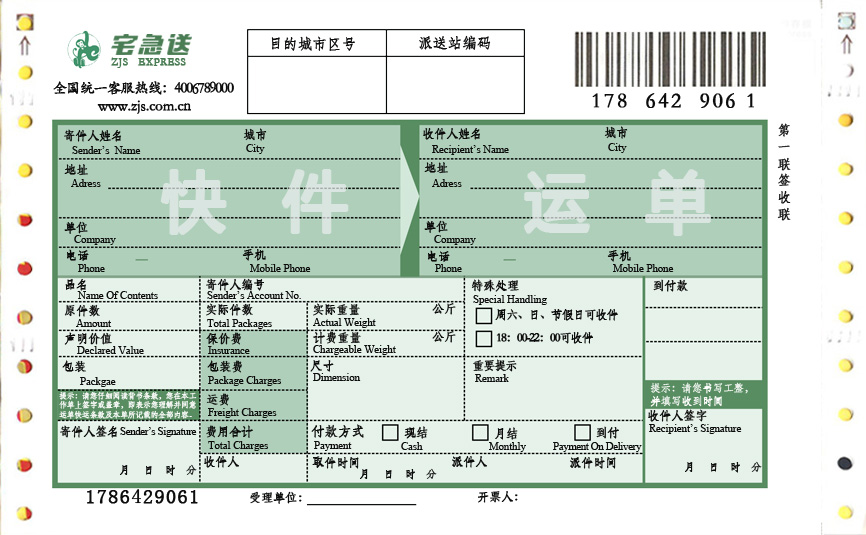 宅急送
ZJS EXPRESS
全国统一客服热线：4006789000
www.zjs.com.cn
目的城市区号 派送站编码
178 642 906 1
第一联签收联
快件运单
寄件人姓名 城市
Sender's Name City
地址
Adress
单位
Company
电话 手机
Phone Mobile Phone
收件人姓名 城市
Recipient's Name City
地址
Adress
单位
Company
电话 手机
Phone Mobile Phone
品名
Name Of Contents
原件数
Amount
声明价值
Declared Value
包装
Packgae
提示：请您仔细阅读背书条款，您在本工
作单上签字或盖章，即表示您理解并同意
运单快运条款及本单所记载的全部内容。
寄件人签名 Sender's Signature
月 日 时 分
寄件人编号
Sender's Account No.
实际件数 实际重量 公斤
Total Packages Actual Weight
保价费 计费重量 公斤
Insurance Chargeable Weight
包装费 尺寸
Package Charges Dimension
运费
Freight Charges
费用合计 付款方式 现结 月结 到付
Total Charges Payment Cash Monthly Payment On Delivery
收件人 取件时间 派件人 派件时间
月 日 时 分
特殊处理
Special Handling
周六、日、节假日可收件
18：00-22：00可收件
重要提示
Remark
到付款
提示：请您书写工整，
并填写收到时间
收件人签字
Recipient's Signature
月 日 时 分
1786429061 受理单位： 开票人：